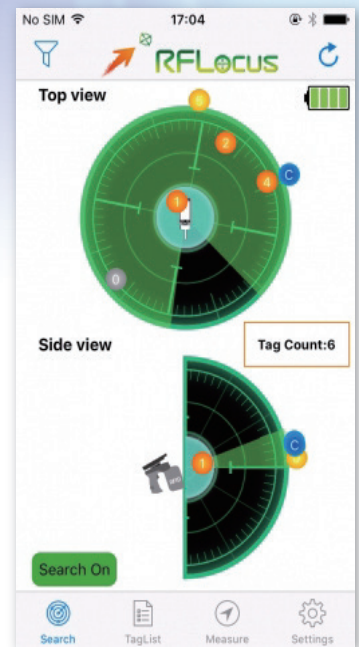 No SIM 17:04
RFLocus
Top view
6
2
4 C
1
0
Side view Tag Count:6
C
1
Search On
Search TagList Measure Settings